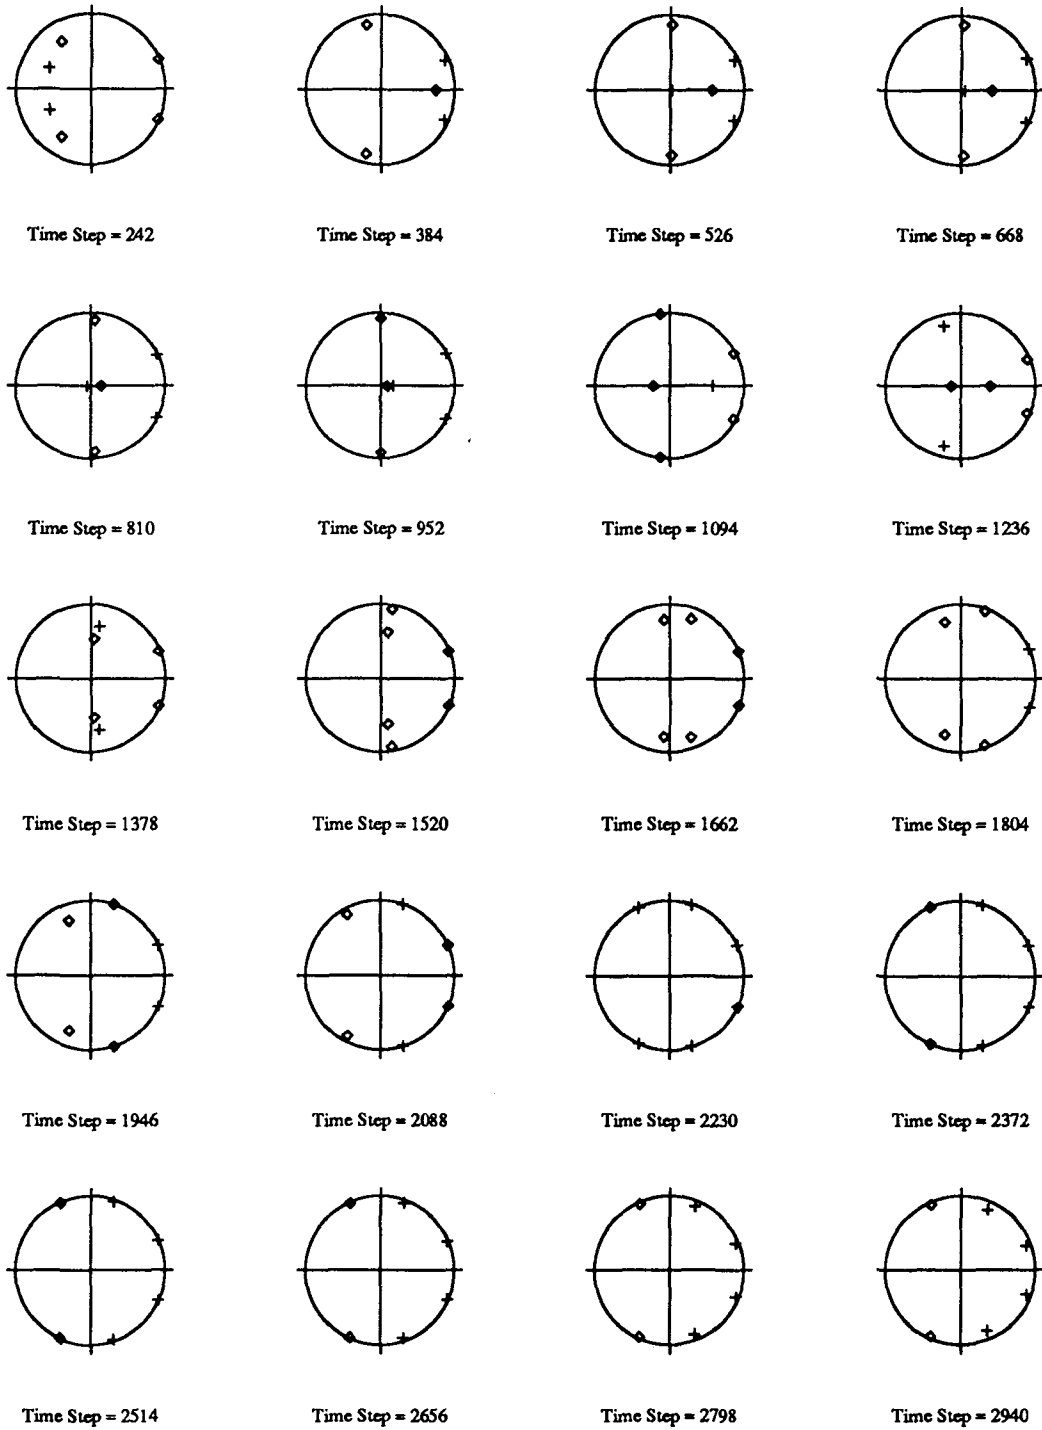 Time Step = 242
Time Step = 384
Time Step = 526
Time Step = 668
Time Step = 810
Time Step = 952
Time Step = 1094
Time Step = 1236
Time Step = 1378
Time Step = 1520
Time Step = 1662
Time Step = 1804
Time Step = 1946
Time Step = 2088
Time Step = 2230
Time Step = 2372
Time Step = 2514
Time Step = 2656
Time Step = 2798
Time Step = 2940